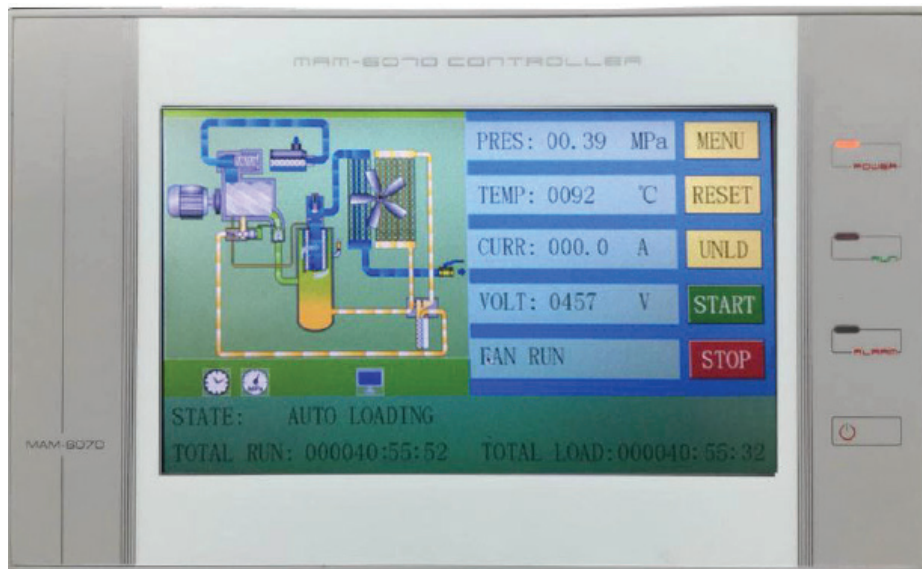 MAM-6070 CONTROLLER
PRES: 00.39 MPa MENU
TEMP: 0092 ℃ RESET
CURR: 000.0 A UNLD
VOLT: 0457 V START
FAN RUN STOP
STATE: AUTO LOADING
TOTAL RUN: 000040:55:52 TOTAL LOAD:000040:55:32
POWER
RUN
ALARM
MAM-6070